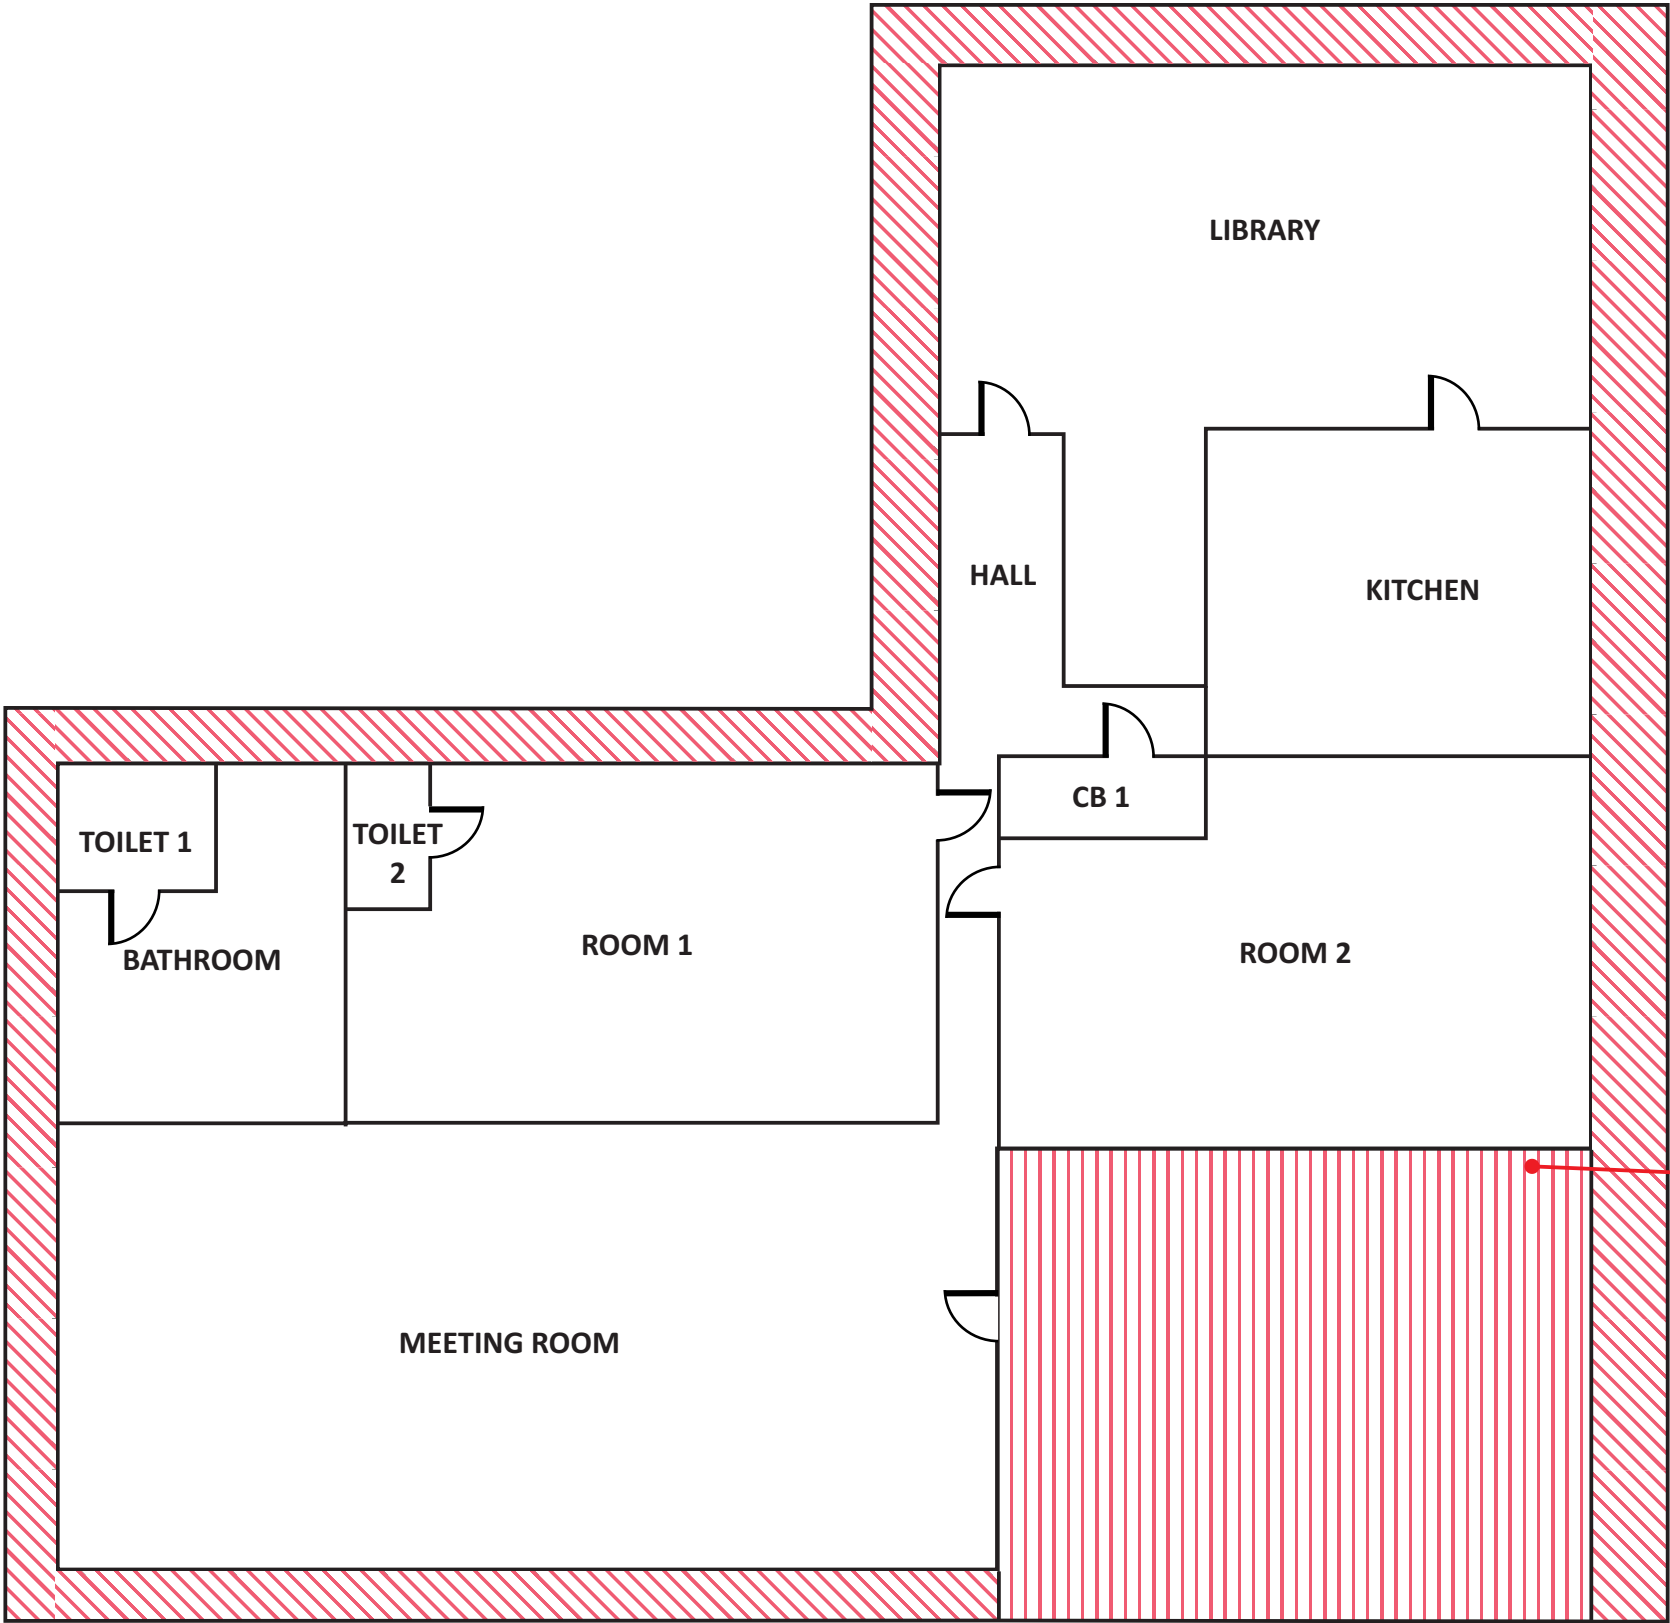 LIBRARY
HALL
KITCHEN
CB 1
TOILET 1
TOILET
2
BATHROOM
ROOM 1
ROOM 2
MEETING ROOM